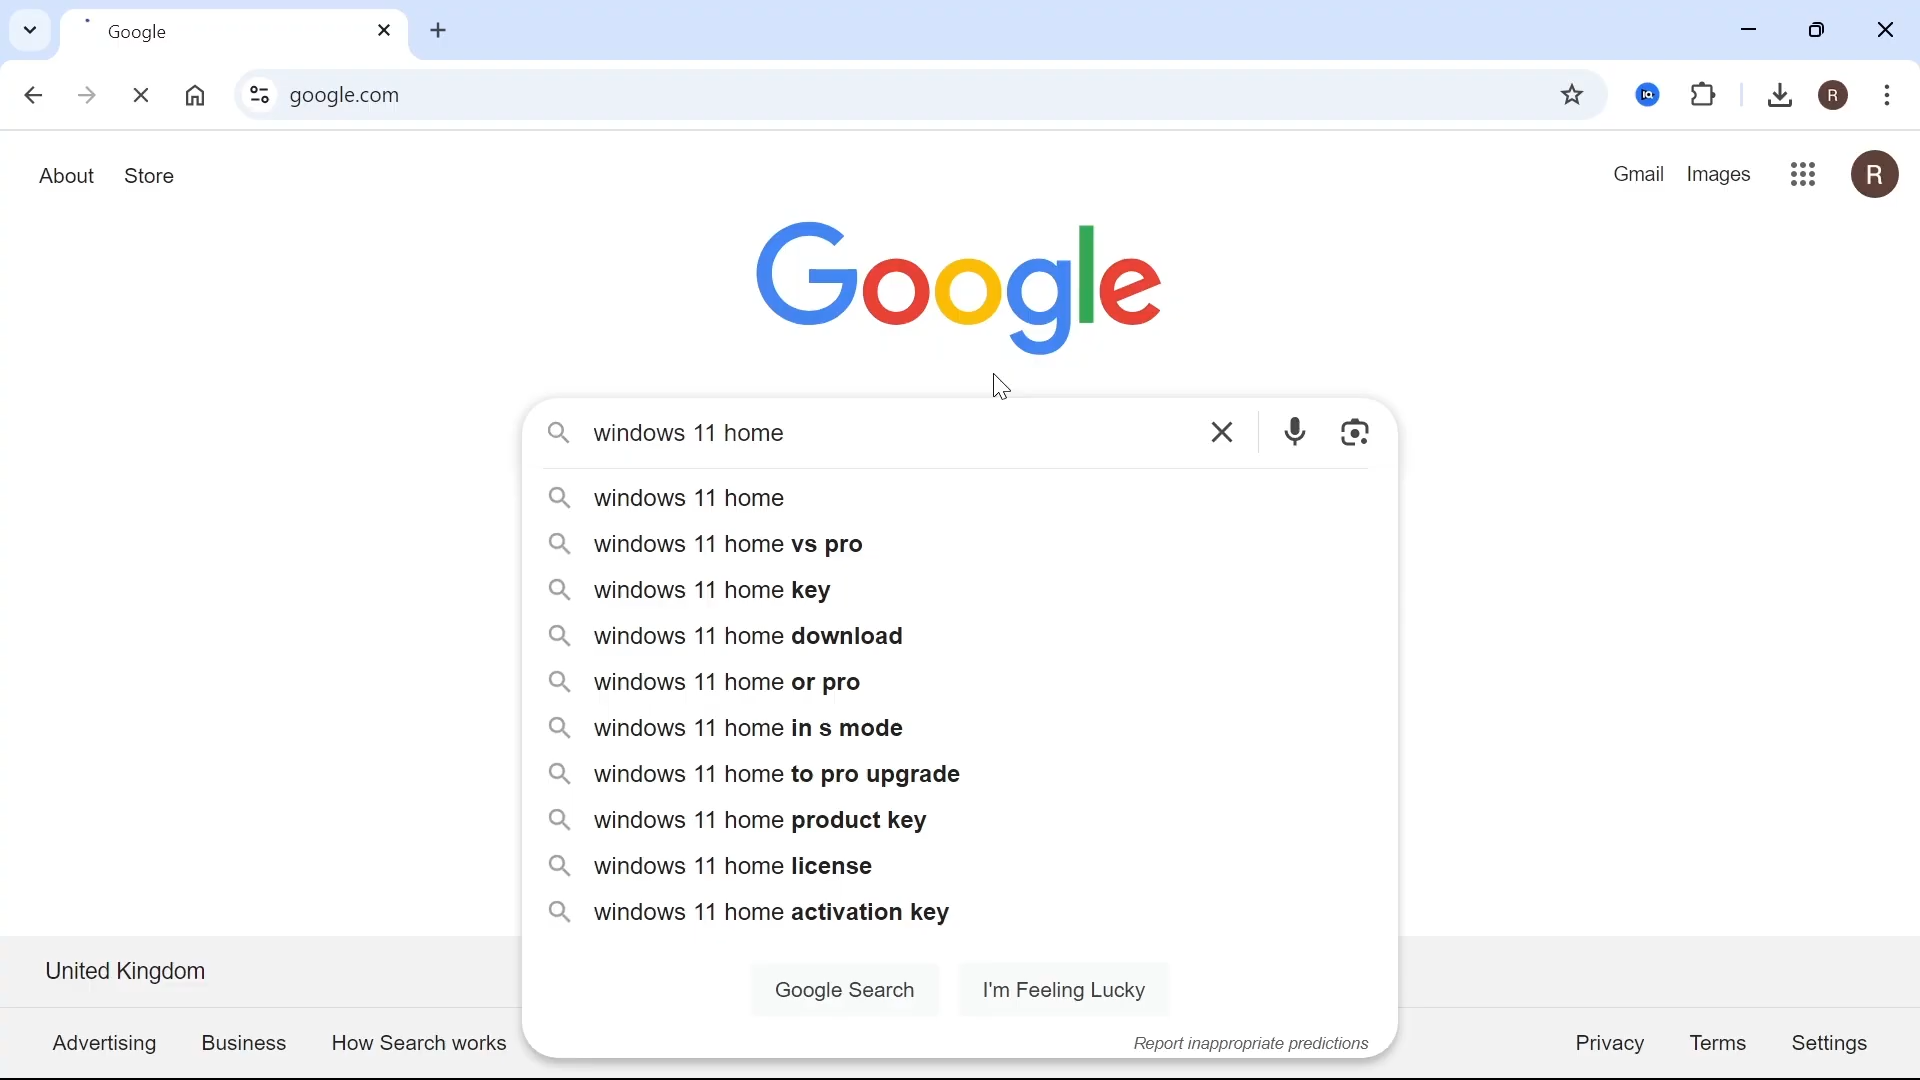 Google
google.com
R
About
Store
Gmail
Images
R
Google
windows 11 home
windows 11 home
windows 11 home vs pro
windows 11 home key
windows 11 home download
windows 11 home or pro
windows 11 home in s mode
windows 11 home to pro upgrade
windows 11 home product key
windows 11 home license
windows 11 home activation key
Google Search
I'm Feeling Lucky
Report inappropriate predictions
United Kingdom
Advertising
Business
How Search works
Privacy
Terms
Settings